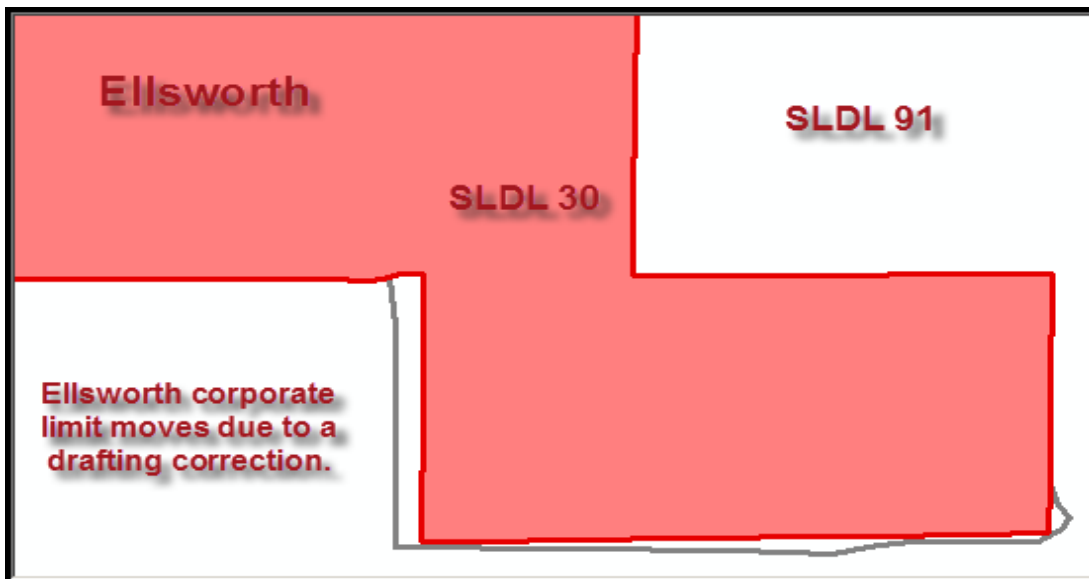 Ellsworth
SLDL 91
SLDL 30
Ellsworth corporate
limit moves due to a
drafting correction.